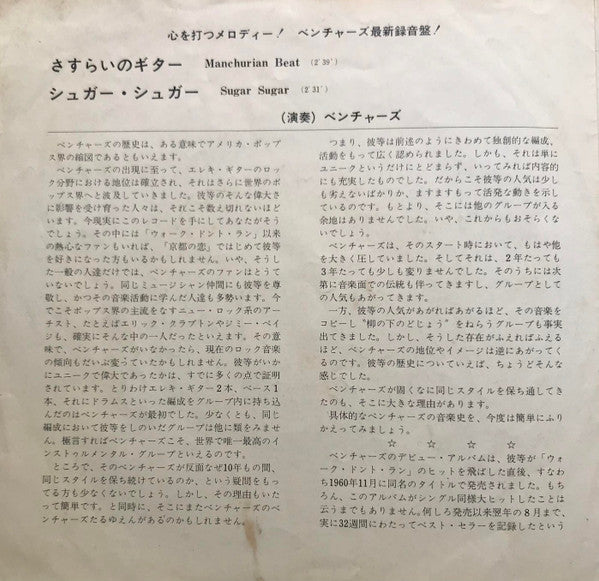 心を打つメロディー！ ベンチャーズ最新録音盤！
さすらいのギター Manchurian Beat （2'39"）
シュガー・シュガー Sugar Sugar （2'31"）
（演奏）ベンチャーズ
ベンチャーズの歴史は、ある意味でアメリカ・ポップ
ス界の縮図であるともいえます。
ベンチャーズの出現に至って、エレキ・ギターのロッ
ク分野における地位は確立され、それはさらに世界のポ
ップス界へと波及していきました。彼等のそんな偉大さ
に影響を受け育った人々は、それこそ数え切れないほど
います。今現実にこのレコードを手にしてあなたがそう
でしょう。その中には「ウォーク・ドント・ラン」以来
の熱心なファンもいれば、「京都の恋」ではじめて彼等
を好きになった方もいるかもしれません。いや、そうし
た一般の人達だけでは、ベンチャーズのファンはとうて
いないでしょう。同じミュージシャン仲間にも彼等を尊
敬し、かつその音楽活動に学んだ人達も多勢います。今
でこそポップス界の主流をなすニュー・ロック系のアー
チスト、たとえばエリック・クラプトンやジミー・ペイ
ジも、確実にそんな中の一人だったといえます。その意
味で、ベンチャーズがいなかったら、現在のロック音楽
の傾向もだいぶ変っていたかもしれません。彼等がいか
にユニークで偉大であったかは、すでに多くの点で証明
されています。とりわけエレキ・ギター2本、ベース1
本、それにドラムスといった編成をグループ内に持ち込
んだのはベンチャーズが最初でした。少なくとも、同じ
編成において彼等をしのいだグループは他に類をみませ
ん。極言すればベンチャーズこそ、世界で唯一最高のイ
ンストゥルメンタル・グループといえるのです。
ところで、そのベンチャーズが反面なぜ10年もの間、
同じスタイルを保ち続けているのか、という疑問をもっ
てる方も少なくないでしょう。しかし、その理由もいた
って簡単です。と同時に、そこにまたベンチャーズのベ
ンチャーズたるゆえんがあるのかもしれません。
つまり、彼等は前述のようにきわめて独創的な編成、
活動をもって広く認められました。しかも、それは単に
ユニークというだけにとどまらず、いってみれば内容的
にも充実したものでした。だからこそ彼等の人気は少し
も劣えないばかりか、ますますもって活発な動きを示し
ているのです。もとより、そこには他のグループが入る
余地はありませんでした。いや、これからもおそらくな
いでしょう。
ベンチャーズは、そのスタート時において、もはや他
を大きく圧していました。そしてそれは、2年たっても
3年たっても少しも変りませんでした。そのうちには次
第に音楽面での伝統も伴ってきますし、グループとして
の人気もあがってきます。
一方、彼等の人気があがればあがるほど、その音楽を
コピーし“柳の下のどじょう”をねらうグループも事実
出てきました。しかし、そうした存在がふえればふえる
ほど、ベンチャーズの地位やイメージは逆にあがってく
るのです。彼等の歴史についていえば、ちょうどそんな
感じでした。
ベンチャーズが固くなに同じスタイルを保ち通してき
たのも、そこに大きな理由があります。
具体的なベンチャーズの音楽史を、今度は簡単にふり
かえってみましょう。
☆ ☆ ☆ ☆
ベンチャーズのデビュー・アルバムは、彼等が「ウォ
ーク・ドント・ラン」のヒットを飛ばした直後、すなわ
ち1960年11月に同名のタイトルで発売されました。もち
ろん、このアルバムがシングル同様大ヒットしたことは
云うまでもありません。何しろ発売以来翌年の8月まで、
実に32週間にわたってベスト・セラーを記録したという